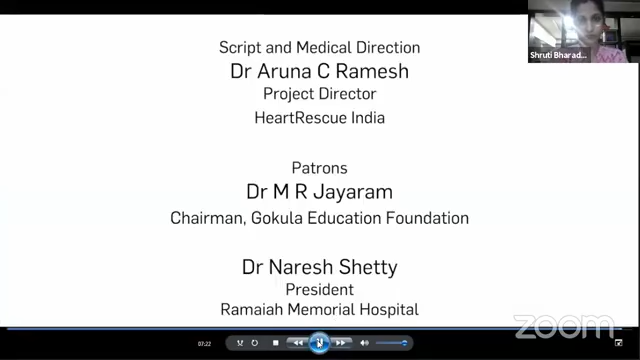 Script and Medical Direction
Dr Aruna C Ramesh
Project Director
HeartRescue India
Patrons
Dr M R Jayaram
Chairman, Gokula Education Foundation
Dr Naresh Shetty
President
Ramaiah Memorial Hospital
Shruti Bharad...
07:22
zoom